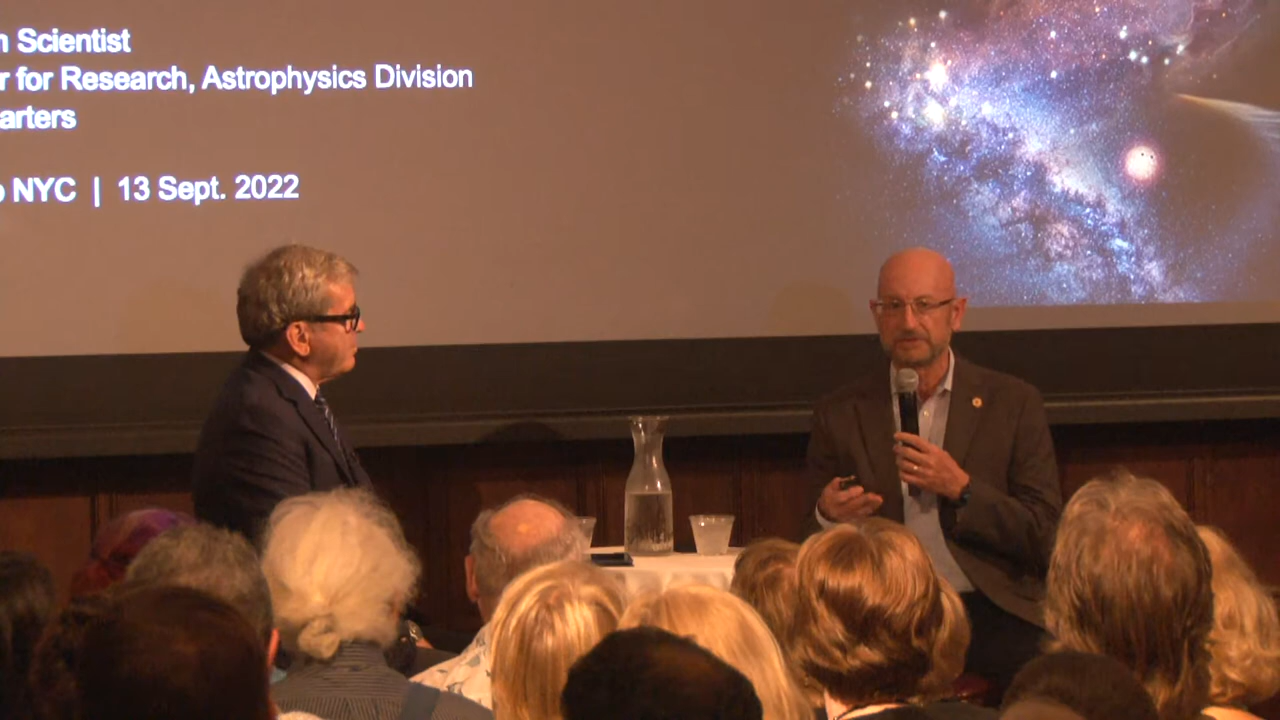 n Scientist
r for Research, Astrophysics Division
arters
o NYC | 13 Sept. 2022